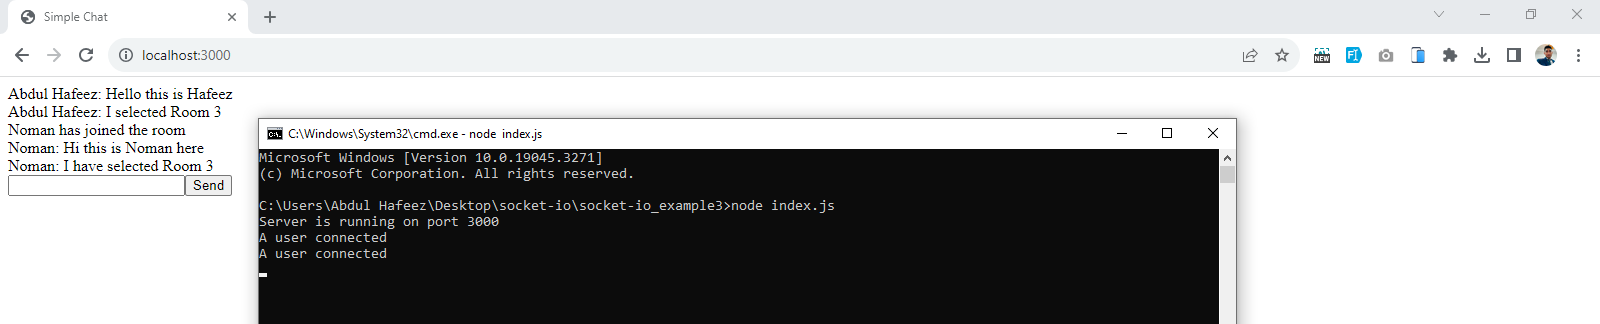 Simple Chat
localhost:3000
NEW
Abdul Hafeez: Hello this is Hafeez
Abdul Hafeez: I selected Room 3
Noman has joined the room
Noman: Hi this is Noman here
Noman: I have selected Room 3
Send
C:\Windows\System32\cmd.exe - node index.js
Microsoft Windows [Version 10.0.19045.3271]
(c) Microsoft Corporation. All rights reserved.
C:\Users\Abdul Hafeez\Desktop\socket-io\socket-io_example3>node index.js
Server is running on port 3000
A user connected
A user connected